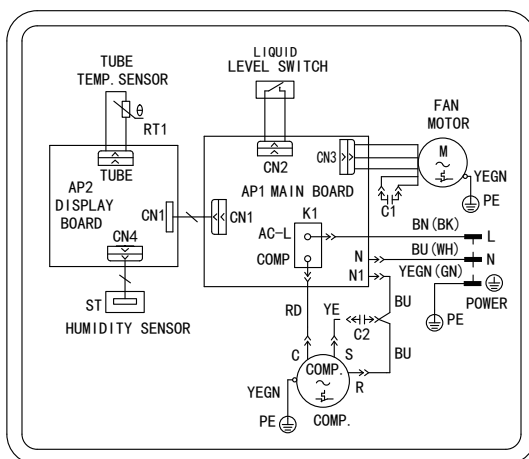 LIQUID
LEVEL SWITCH
TUBE
TEMP. SENSOR
θ
RT1
FAN
MOTOR
M
CN2
CN3
TUBE
AP2
DISPLAY
BOARD
AP1 MAIN BOARD
YEGN
PE
C1
CN1
CN1
K1
AC-L
BN(BK)
L
CN4
COMP
N
BU(WH)
N
N1
YEGN(GN)
POWER
PE
ST
HUMIDITY SENSOR
RD
YE
BU
C2
C
S
BU
COMP.
R
YEGN
PE
COMP.